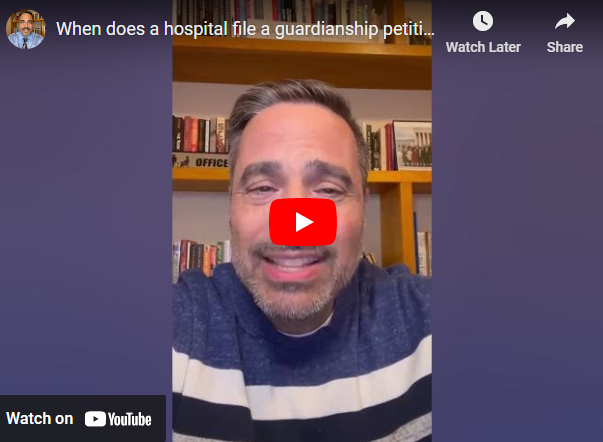 When does a hospital file a guardianship petiti...
Watch Later
Share
OFFICE
Watch on YouTube